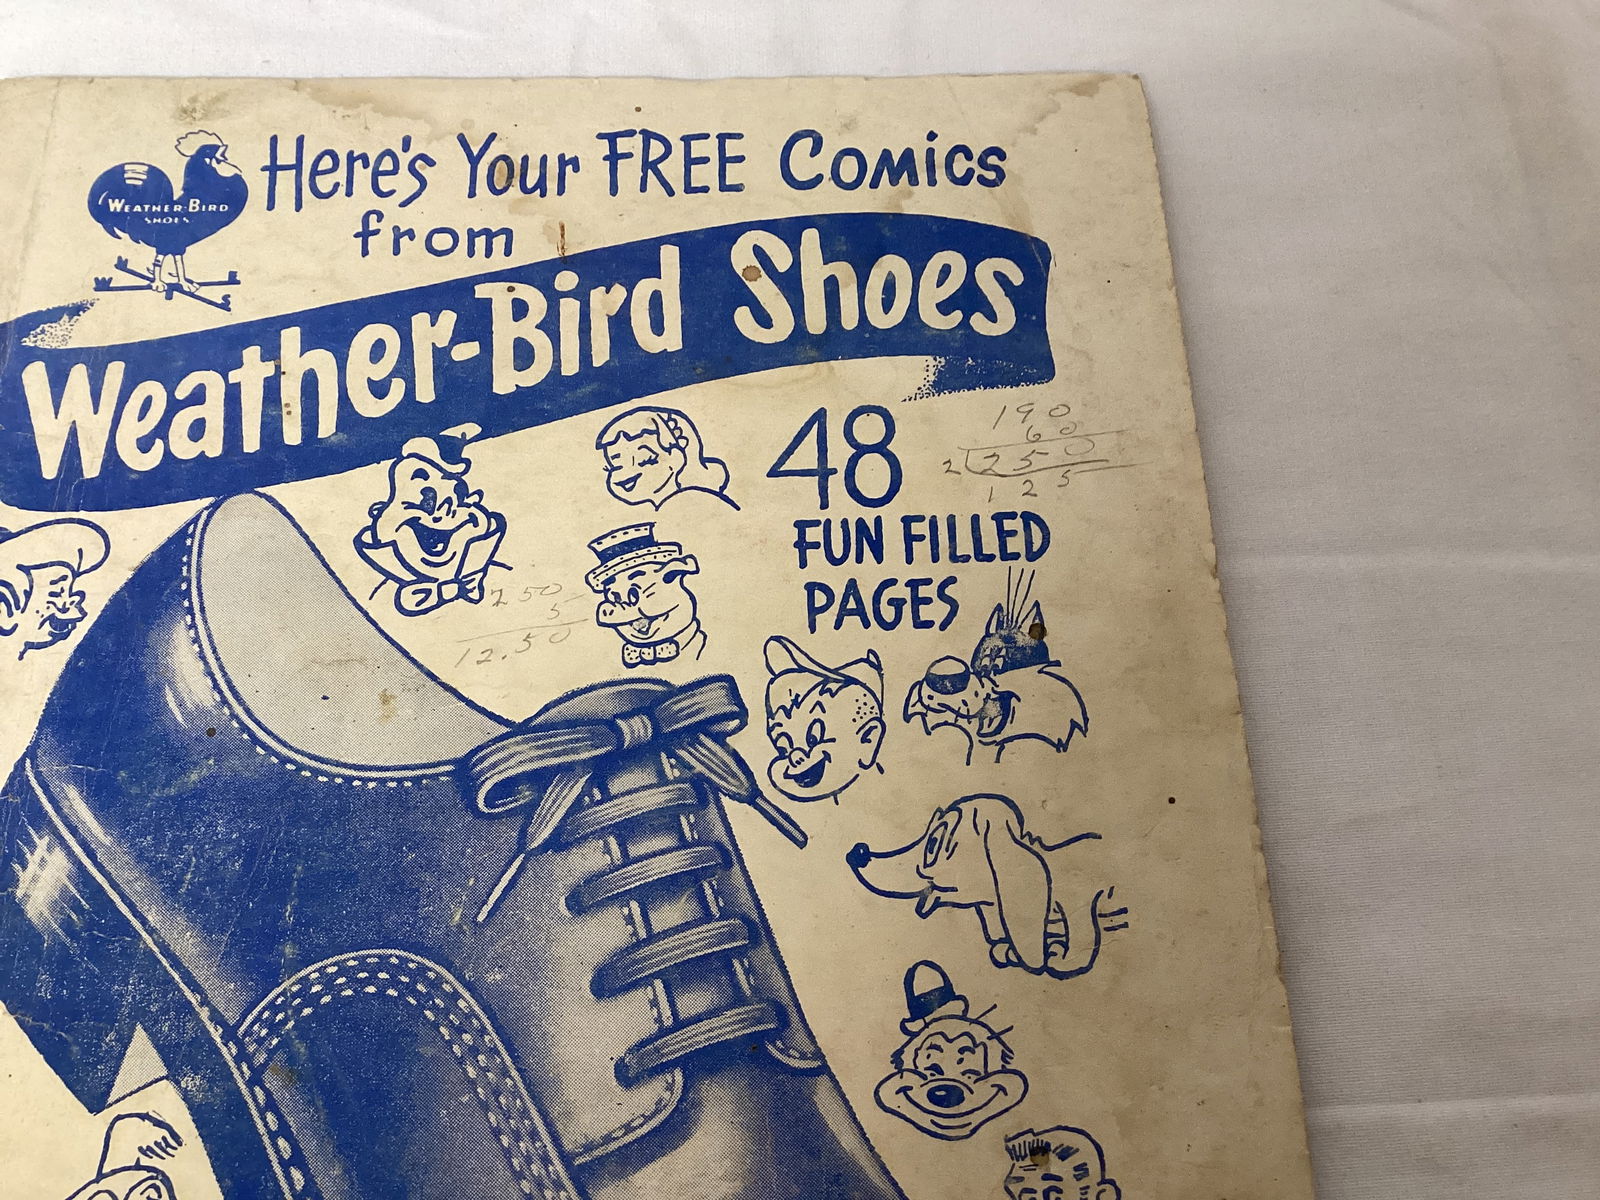 Here's Your FREE Comics
from
WEATHER-BIRD
SHOES
W
E
S
Weather-Bird Shoes
48
FUN FILLED
PAGES
190
60
2 250
125
250
5
12.50